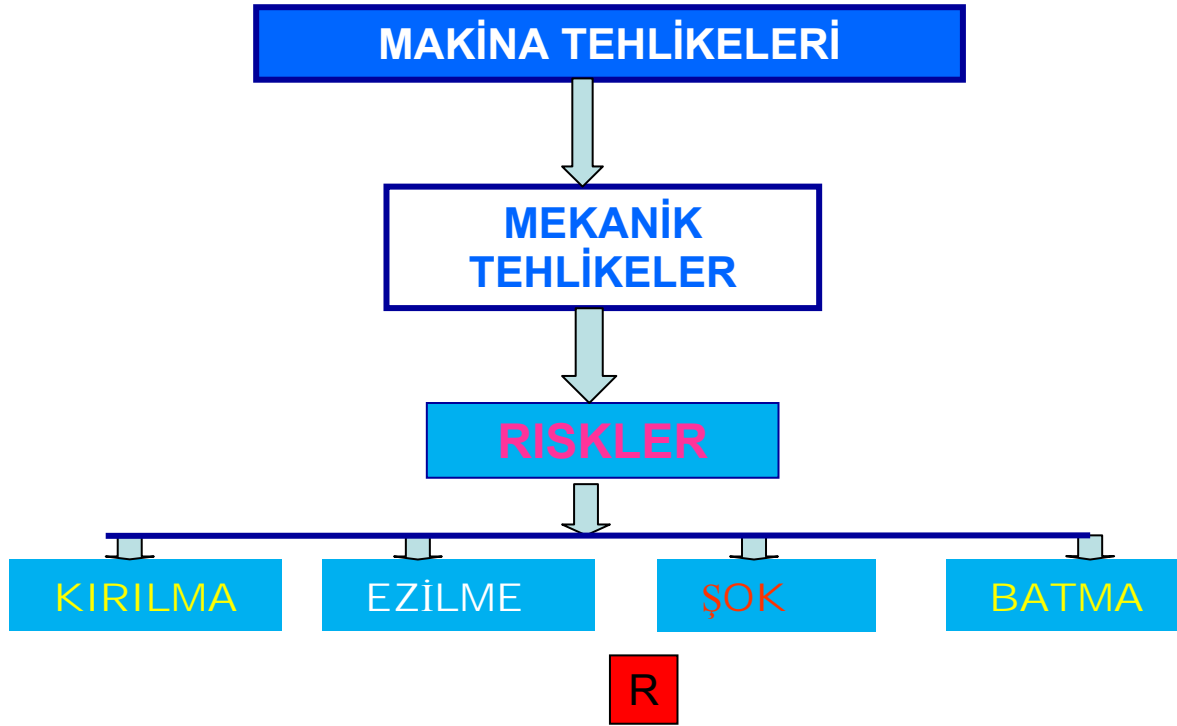 MAKİNA TEHLİKELERİ
MEKANİK
TEHLİKELER
RISKLER
KIRILMA
EZİLME
ŞOK
BATMA
R